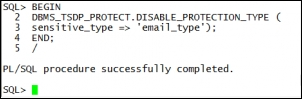 SQL> BEGIN
2 DBMS_TSDP_PROTECT.DISABLE_PROTECTION_TYPE (
3 sensitive_type => 'email_type');
4 END;
5 /
PL/SQL procedure successfully completed.
SQL>